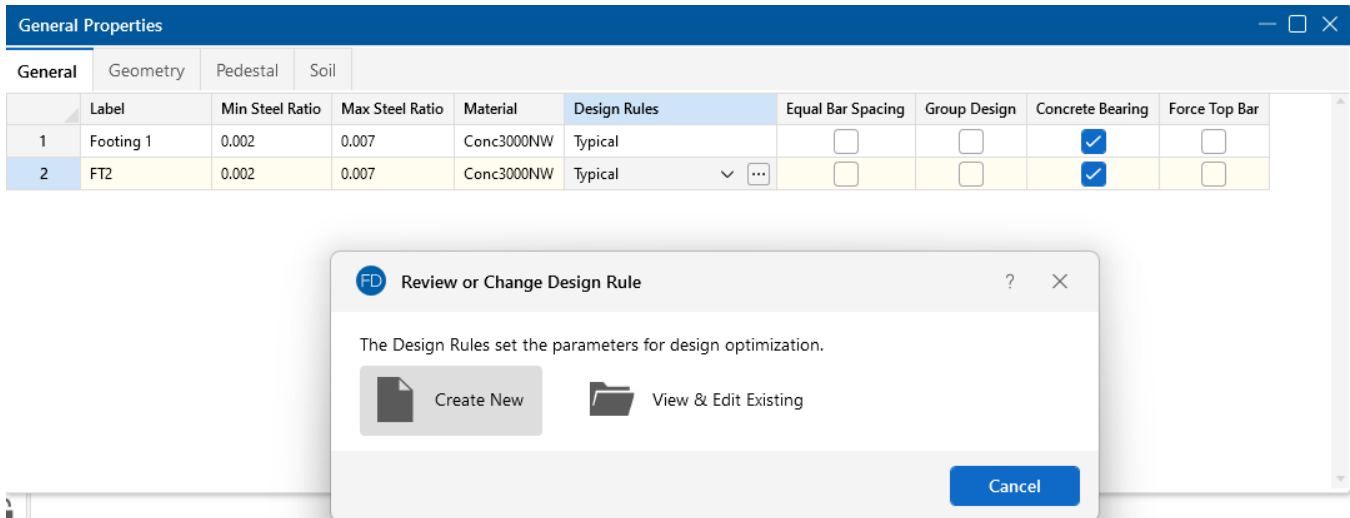 General Properties
General Geometry Pedestal Soil
Label Min Steel Ratio Max Steel Ratio Material Design Rules Equal Bar Spacing Group Design Concrete Bearing Force Top Bar
1 Footing 1 0.002 0.007 Conc3000NW Typical
2 FT2 0.002 0.007 Conc3000NW Typical ...
FD Review or Change Design Rule ?
The Design Rules set the parameters for design optimization.
Create New View & Edit Existing
Cancel